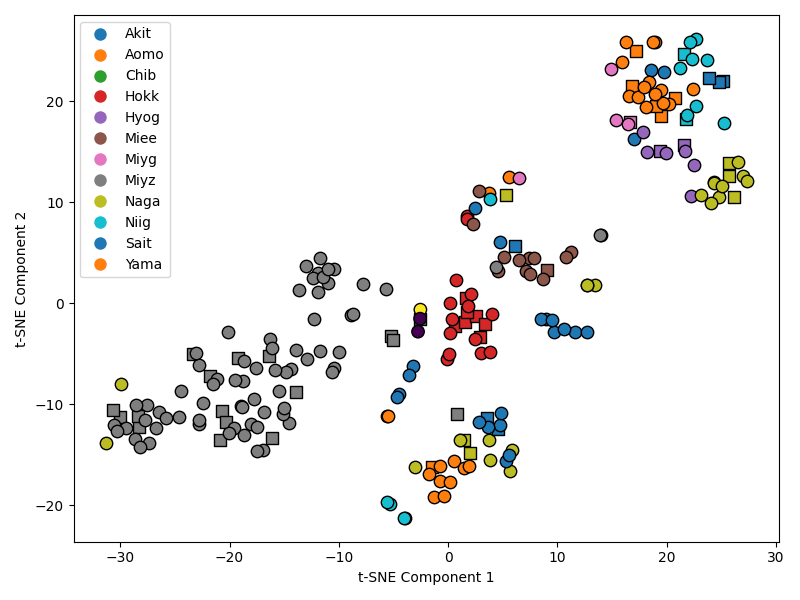 Akit
Aomo
Chib
Hokk
Hyog
Miee
Miyg
Miyz
Naga
Niig
Sait
Yama
t-SNE Component 2
20
10
0
−10
−20
−30
−20
−10
0
10
20
30
t-SNE Component 1